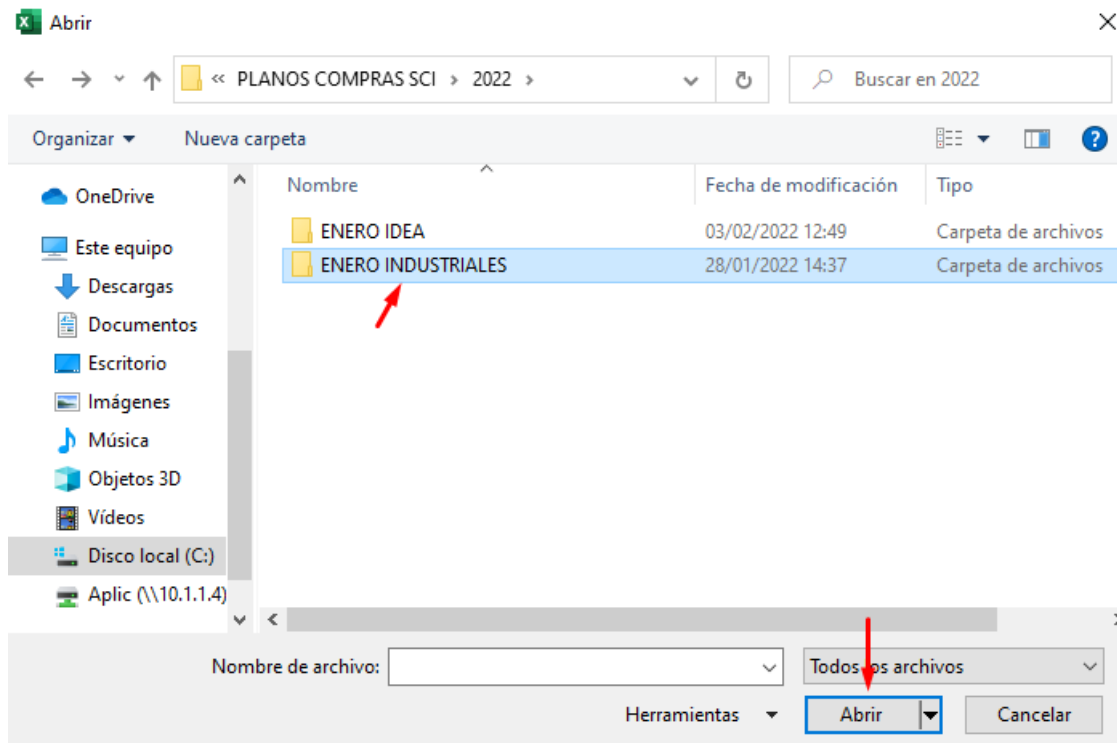 Abrir
« PLANOS COMPRAS SCI › 2022 ›
Buscar en 2022
Organizar
Nueva carpeta
Nombre
Fecha de modificación
Tipo
OneDrive
Este equipo
Descargas
Documentos
Escritorio
Imágenes
Música
Objetos 3D
Vídeos
Disco local (C:)
Aplic (\\10.1.1.4)
ENERO IDEA 03/02/2022 12:49 Carpeta de archivos
ENERO INDUSTRIALES 28/01/2022 14:37 Carpeta de archivos
Nombre de archivo:
Todos los archivos
Herramientas
Abrir
Cancelar